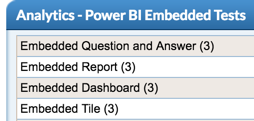 Analytics - Power BI Embedded Tests
Embedded Question and Answer (3)
Embedded Report (3)
Embedded Dashboard (3)
Embedded Tile (3)